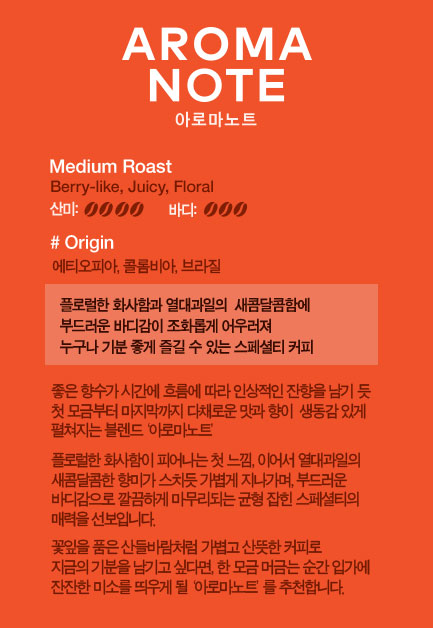 AROMA
NOTE
아로마노트
Medium Roast
Berry-like, Juicy, Floral
산미: 바디:
# Origin
에티오피아, 콜롬비아, 브라질
플로럴한 화사함과 열대과일의 새콤달콤함에
부드러운 바디감이 조화롭게 어우러져
누구나 기분 좋게 즐길 수 있는 스페셜티 커피
좋은 향수가 시간에 흐름에 따라 인상적인 잔향을 남기 듯
첫 모금부터 마지막까지 다채로운 맛과 향이 생동감 있게
펼쳐지는 블렌드 '아로마노트'
플로럴한 화사함이 피어나는 첫 느낌, 이어서 열대과일의
새콤달콤한 향미가 스치듯 가볍게 지나가며, 부드러운
바디감으로 깔끔하게 마무리되는 균형 잡힌 스페셜티의
매력을 선보입니다.
꽃잎을 품은 산들바람처럼 가볍고 산뜻한 커피로
지금의 기분을 남기고 싶다면, 한 모금 머금는 순간 입가에
잔잔한 미소를 띄우게 될 '아로마노트' 를 추천합니다.